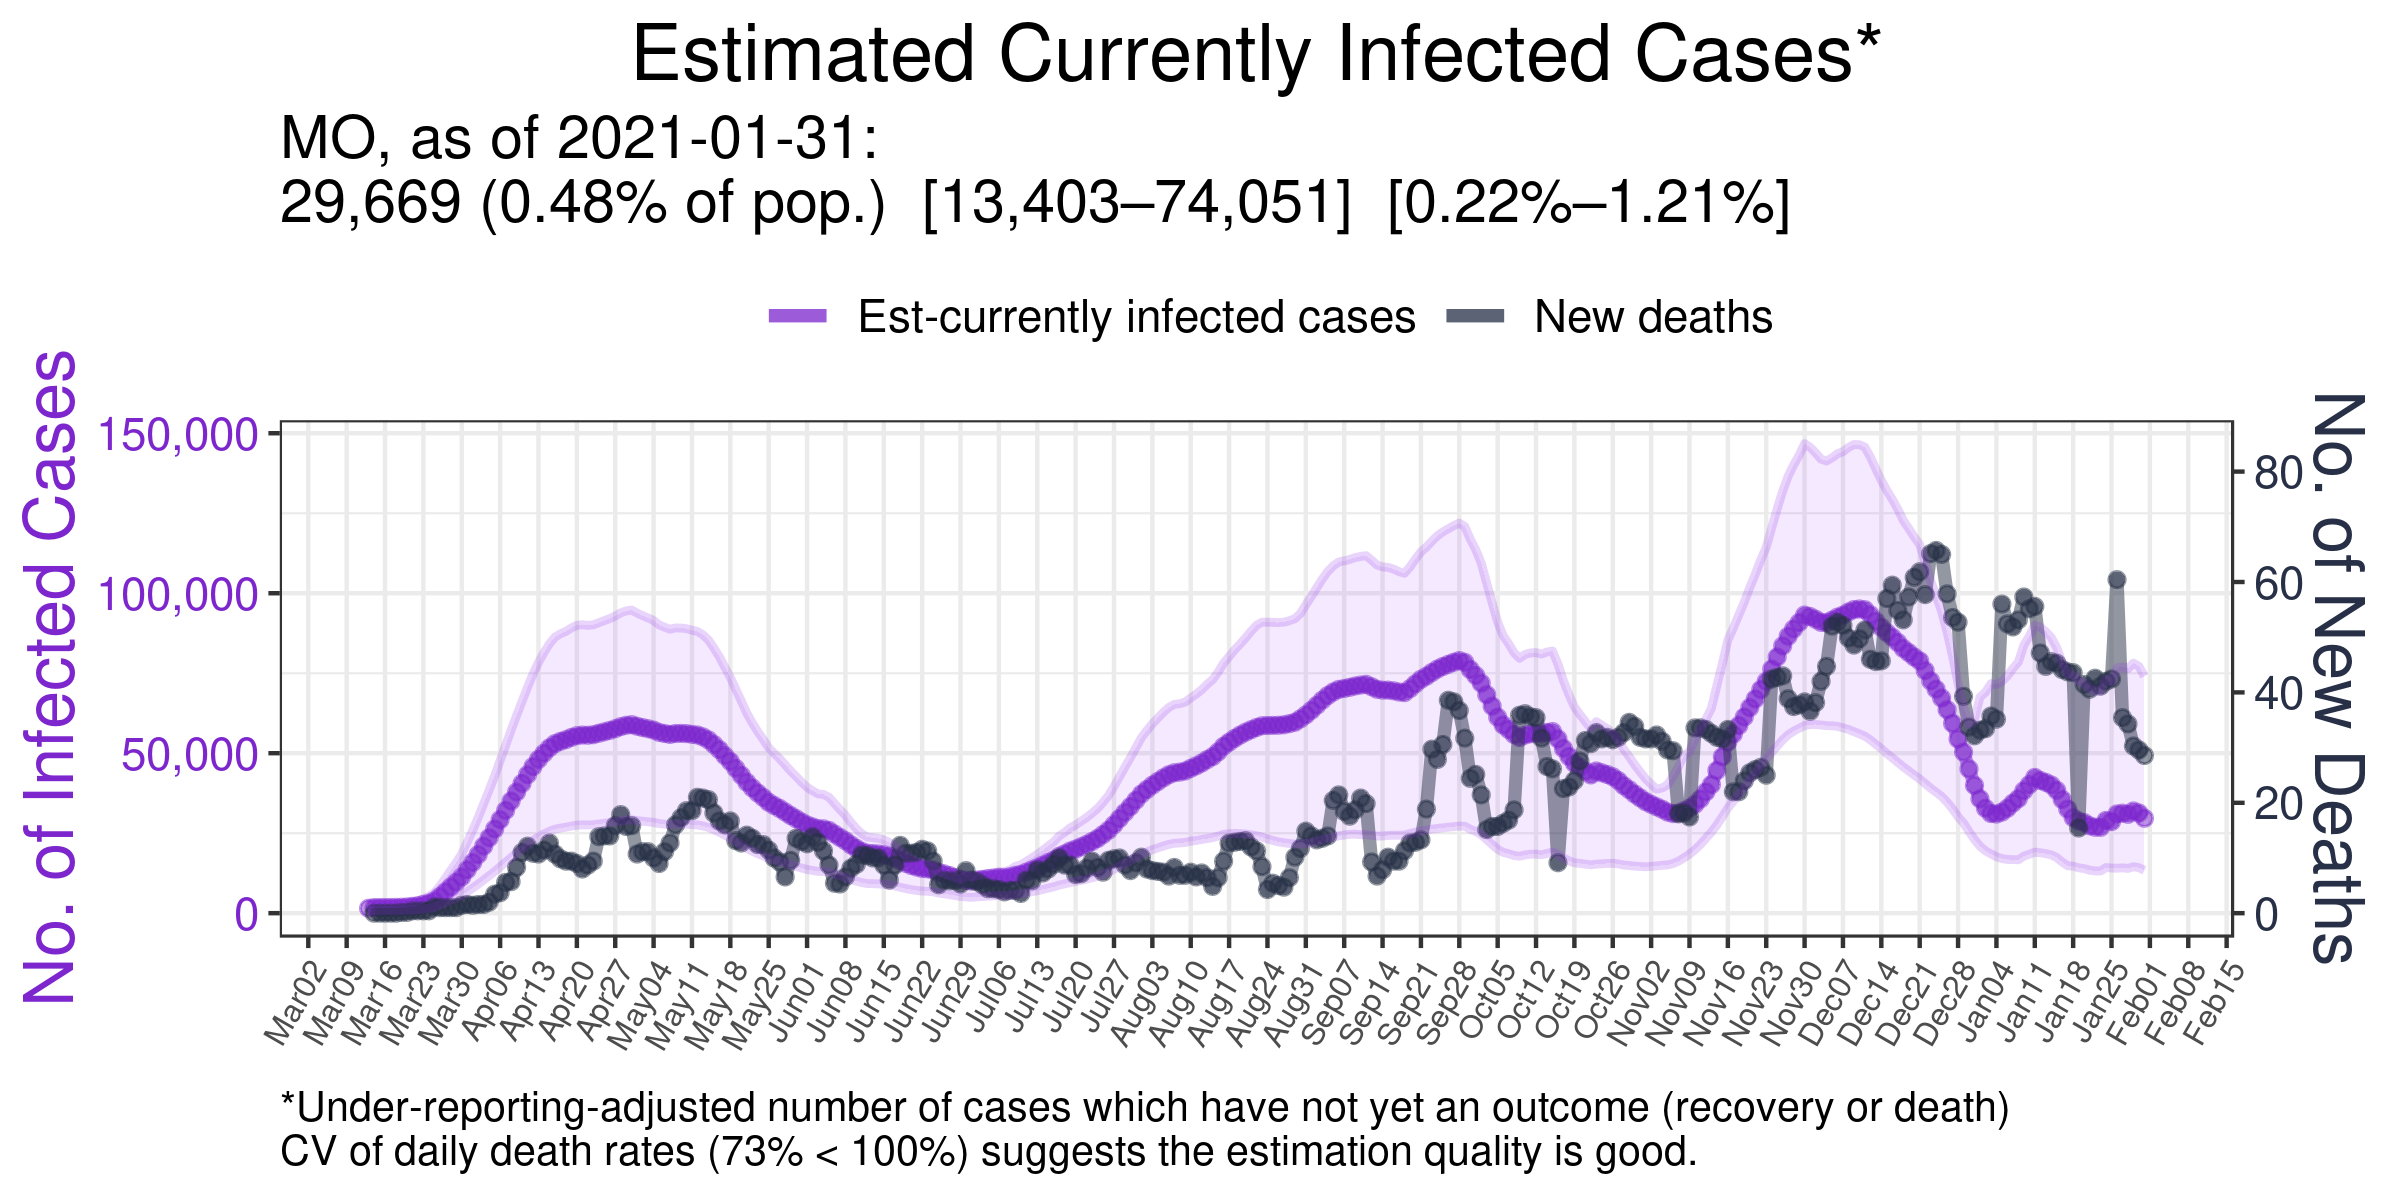 Estimated Currently Infected Cases*
MO, as of 2021-01-31:
29,669 (0.48% of pop.) [13,403–74,051] [0.22%–1.21%]
Est-currently infected cases
New deaths
No. of Infected Cases
150,000
100,000
50,000
0
80
60
40
20
0
No. of New Deaths
Mar02
Mar09
Mar16
Mar23
Mar30
Apr06
Apr13
Apr20
Apr27
May04
May11
May18
May25
Jun01
Jun08
Jun15
Jun22
Jun29
Jul06
Jul13
Jul20
Jul27
Aug03
Aug10
Aug17
Aug24
Aug31
Sep07
Sep14
Sep21
Sep28
Oct05
Oct12
Oct19
Oct26
Nov02
Nov09
Nov16
Nov23
Nov30
Dec07
Dec14
Dec21
Dec28
Jan04
Jan11
Jan18
Jan25
Feb01
Feb08
Feb15
*Under-reporting-adjusted number of cases which have not yet an outcome (recovery or death)
CV of daily death rates (73% < 100%) suggests the estimation quality is good.